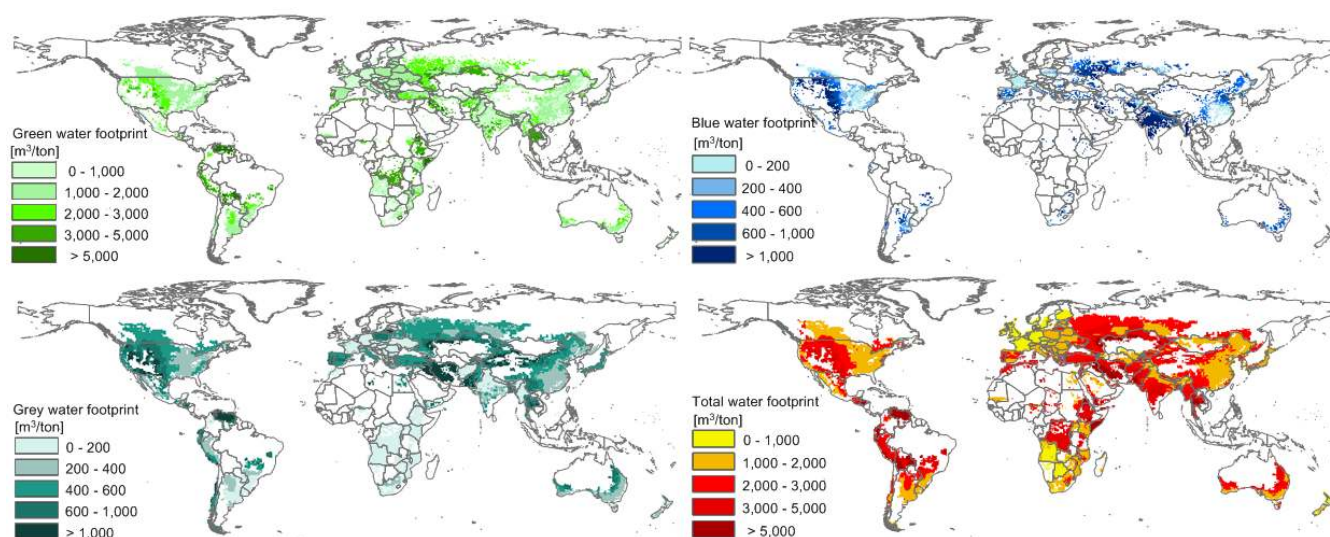 Green water footprint
[m³/ton]
0 - 1,000
1,000 - 2,000
2,000 - 3,000
3,000 - 5,000
> 5,000
Blue water footprint
[m³/ton]
0 - 200
200 - 400
400 - 600
600 - 1,000
> 1,000
Grey water footprint
[m³/ton]
0 - 200
200 - 400
400 - 600
600 - 1,000
> 1,000
Total water footprint
[m³/ton]
0 - 1,000
1,000 - 2,000
2,000 - 3,000
3,000 - 5,000
> 5,000